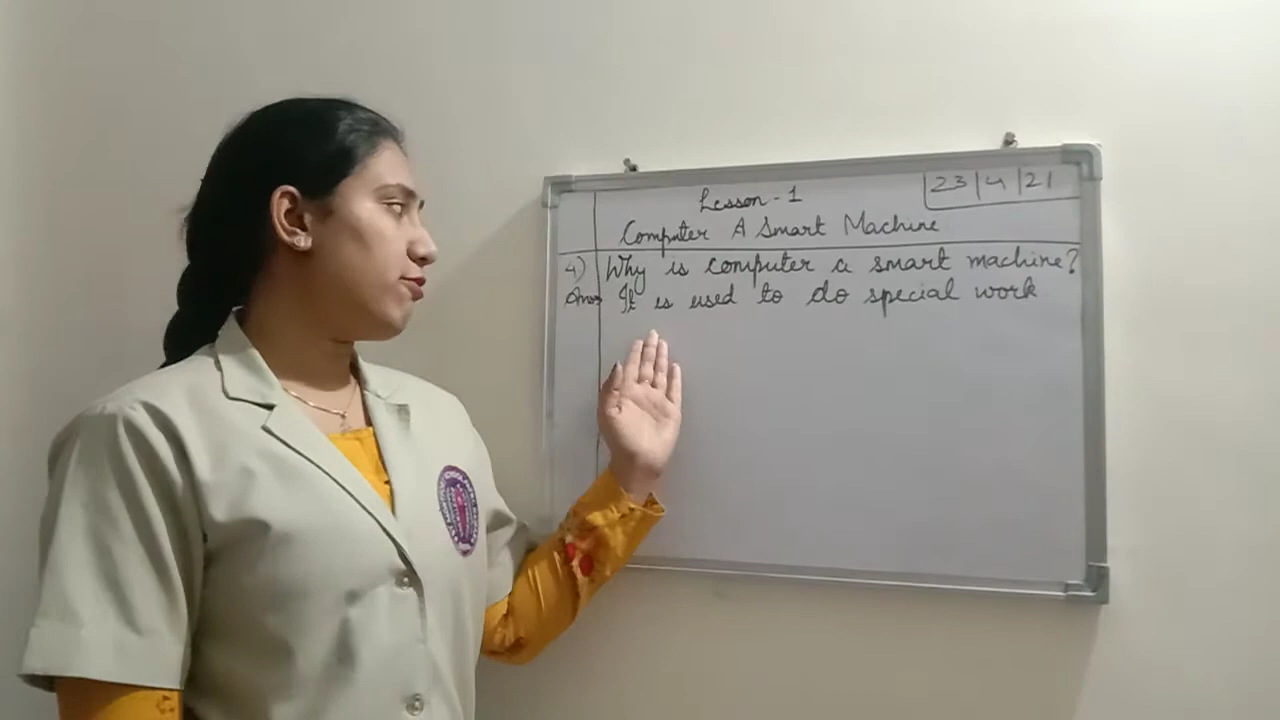 Lesson - 1
23|4|21
Computer A Smart Machine
4) Why is computer a smart machine?
Ans It is used to do special work